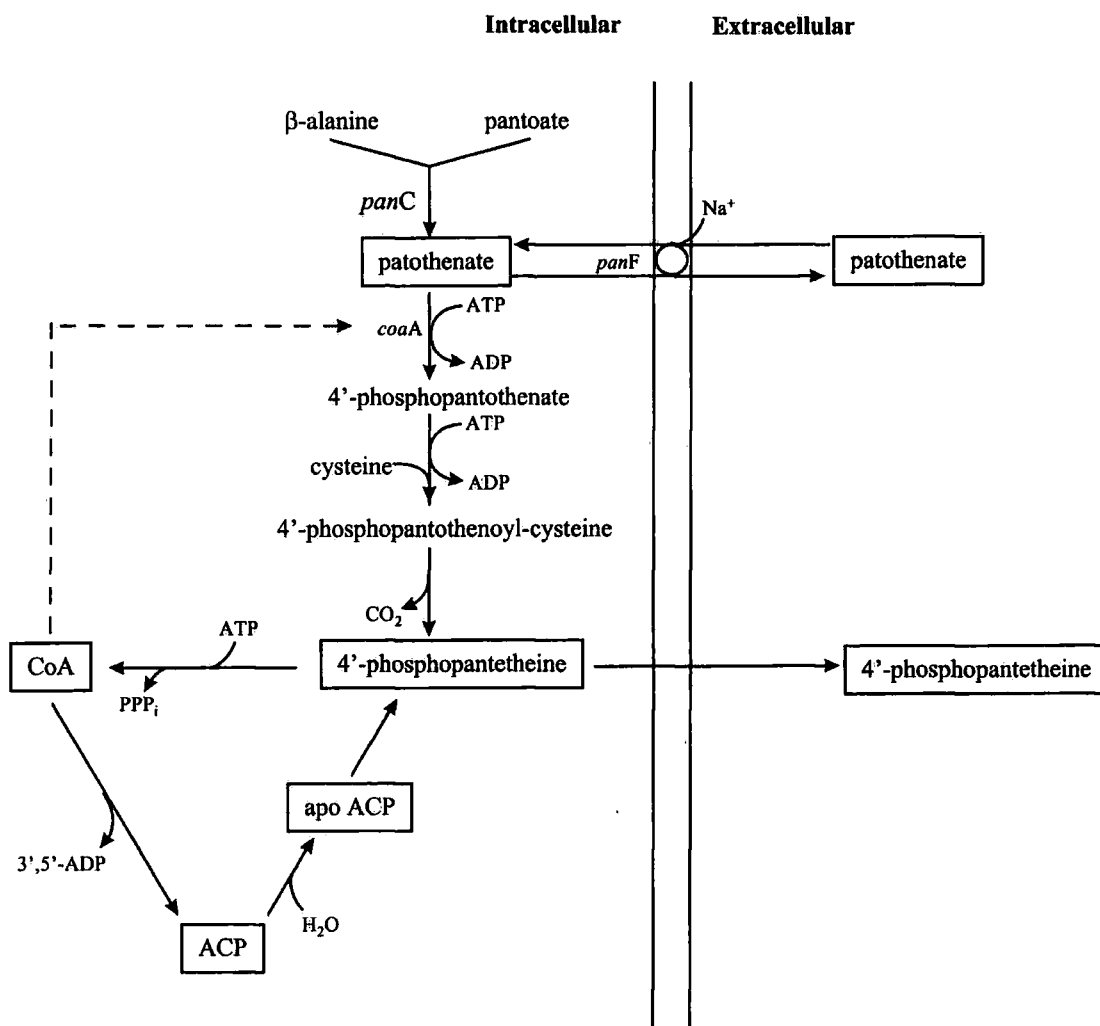 Intracellular Extracellular
β-alanine pantoate
panC
Na⁺
patothenate
panF
patothenate
ATP
coaA
ADP
4’-phosphopantothenate
ATP
cysteine
ADP
4’-phosphopantothenoyl-cysteine
CO₂
ATP
CoA
4’-phosphopantetheine
4’-phosphopantetheine
PPPᵢ
apo ACP
3’,5’-ADP
H₂O
ACP